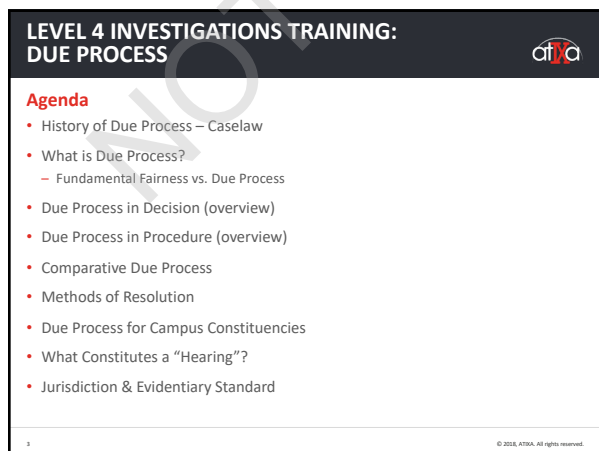 LEVEL 4 INVESTIGATIONS TRAINING:
DUE PROCESS
atIXa
Agenda
• History of Due Process – Caselaw
• What is Due Process?
– Fundamental Fairness vs. Due Process
• Due Process in Decision (overview)
• Due Process in Procedure (overview)
• Comparative Due Process
• Methods of Resolution
• Due Process for Campus Constituencies
• What Constitutes a “Hearing”?
• Jurisdiction & Evidentiary Standard
3
© 2018, ATIXA. All rights reserved.
NOT